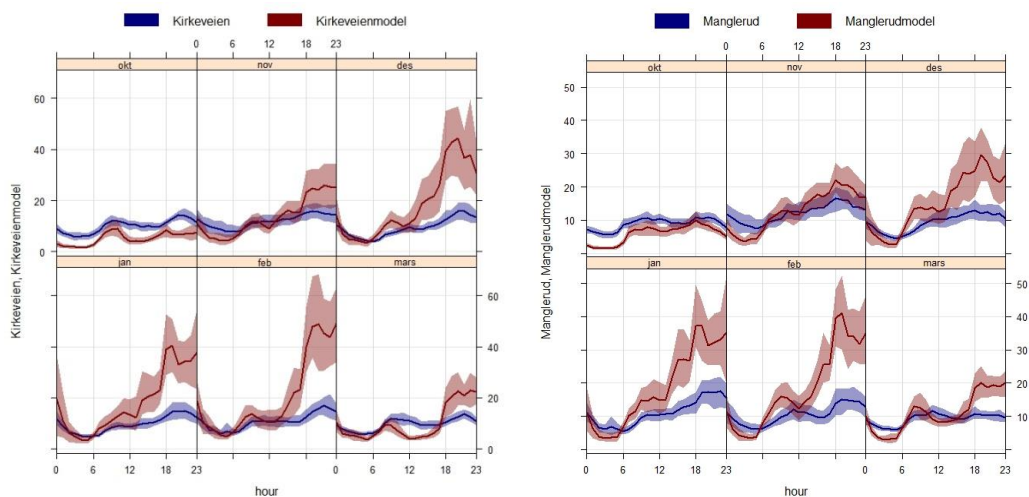 Kirkeveien Kirkeveienmodel
0 6 12 18 23
okt nov des
60
40
20
0
jan feb mars
60
40
20
0
0 6 12 18 23 0 6 12 18 23
hour
Kirkeveien, Kirkeveienmodel
Manglerud Manglerudmodel
0 6 12 18 23
okt nov des
50
40
30
20
10
jan feb mars
50
40
30
20
10
0 6 12 18 23 0 6 12 18 23
hour
Manglerud, Manglerudmodel